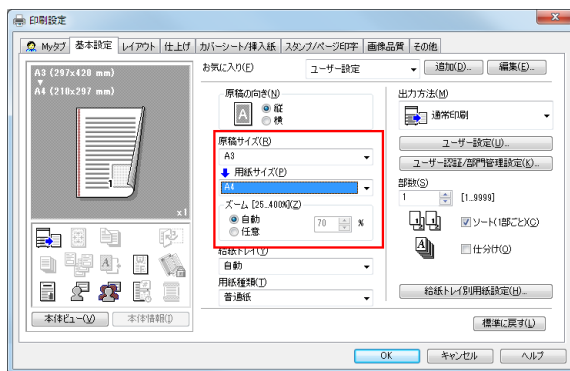 印刷設定
Myタブ 基本設定 レイアウト 仕上げ カバーシート/挿入紙 スタンプ/ページ印字 画像品質 その他
A3 (297x420 mm)
A4 (210x297 mm)
1
x1
本体ビュー(V) 本体情報(I)
お気に入り(F) ユーザー設定 追加(D)... 編集(E)...
原稿の向き(N)
A
縦
横
原稿サイズ(R)
A3
用紙サイズ(P)
A4
ズーム [25..400%](Z)
自動
任意
70 %
給紙トレイ(Y)
自動
用紙種類(T)
普通紙
出力方法(M)
通常印刷
ユーザー設定(U)...
ユーザー認証/部門管理設定(K)...
部数(S)
1 [1..9999]
ソート(1部ごと)(C)
仕分け(O)
給紙トレイ別用紙設定(H)...
標準に戻す(L)
OK キャンセル ヘルプ